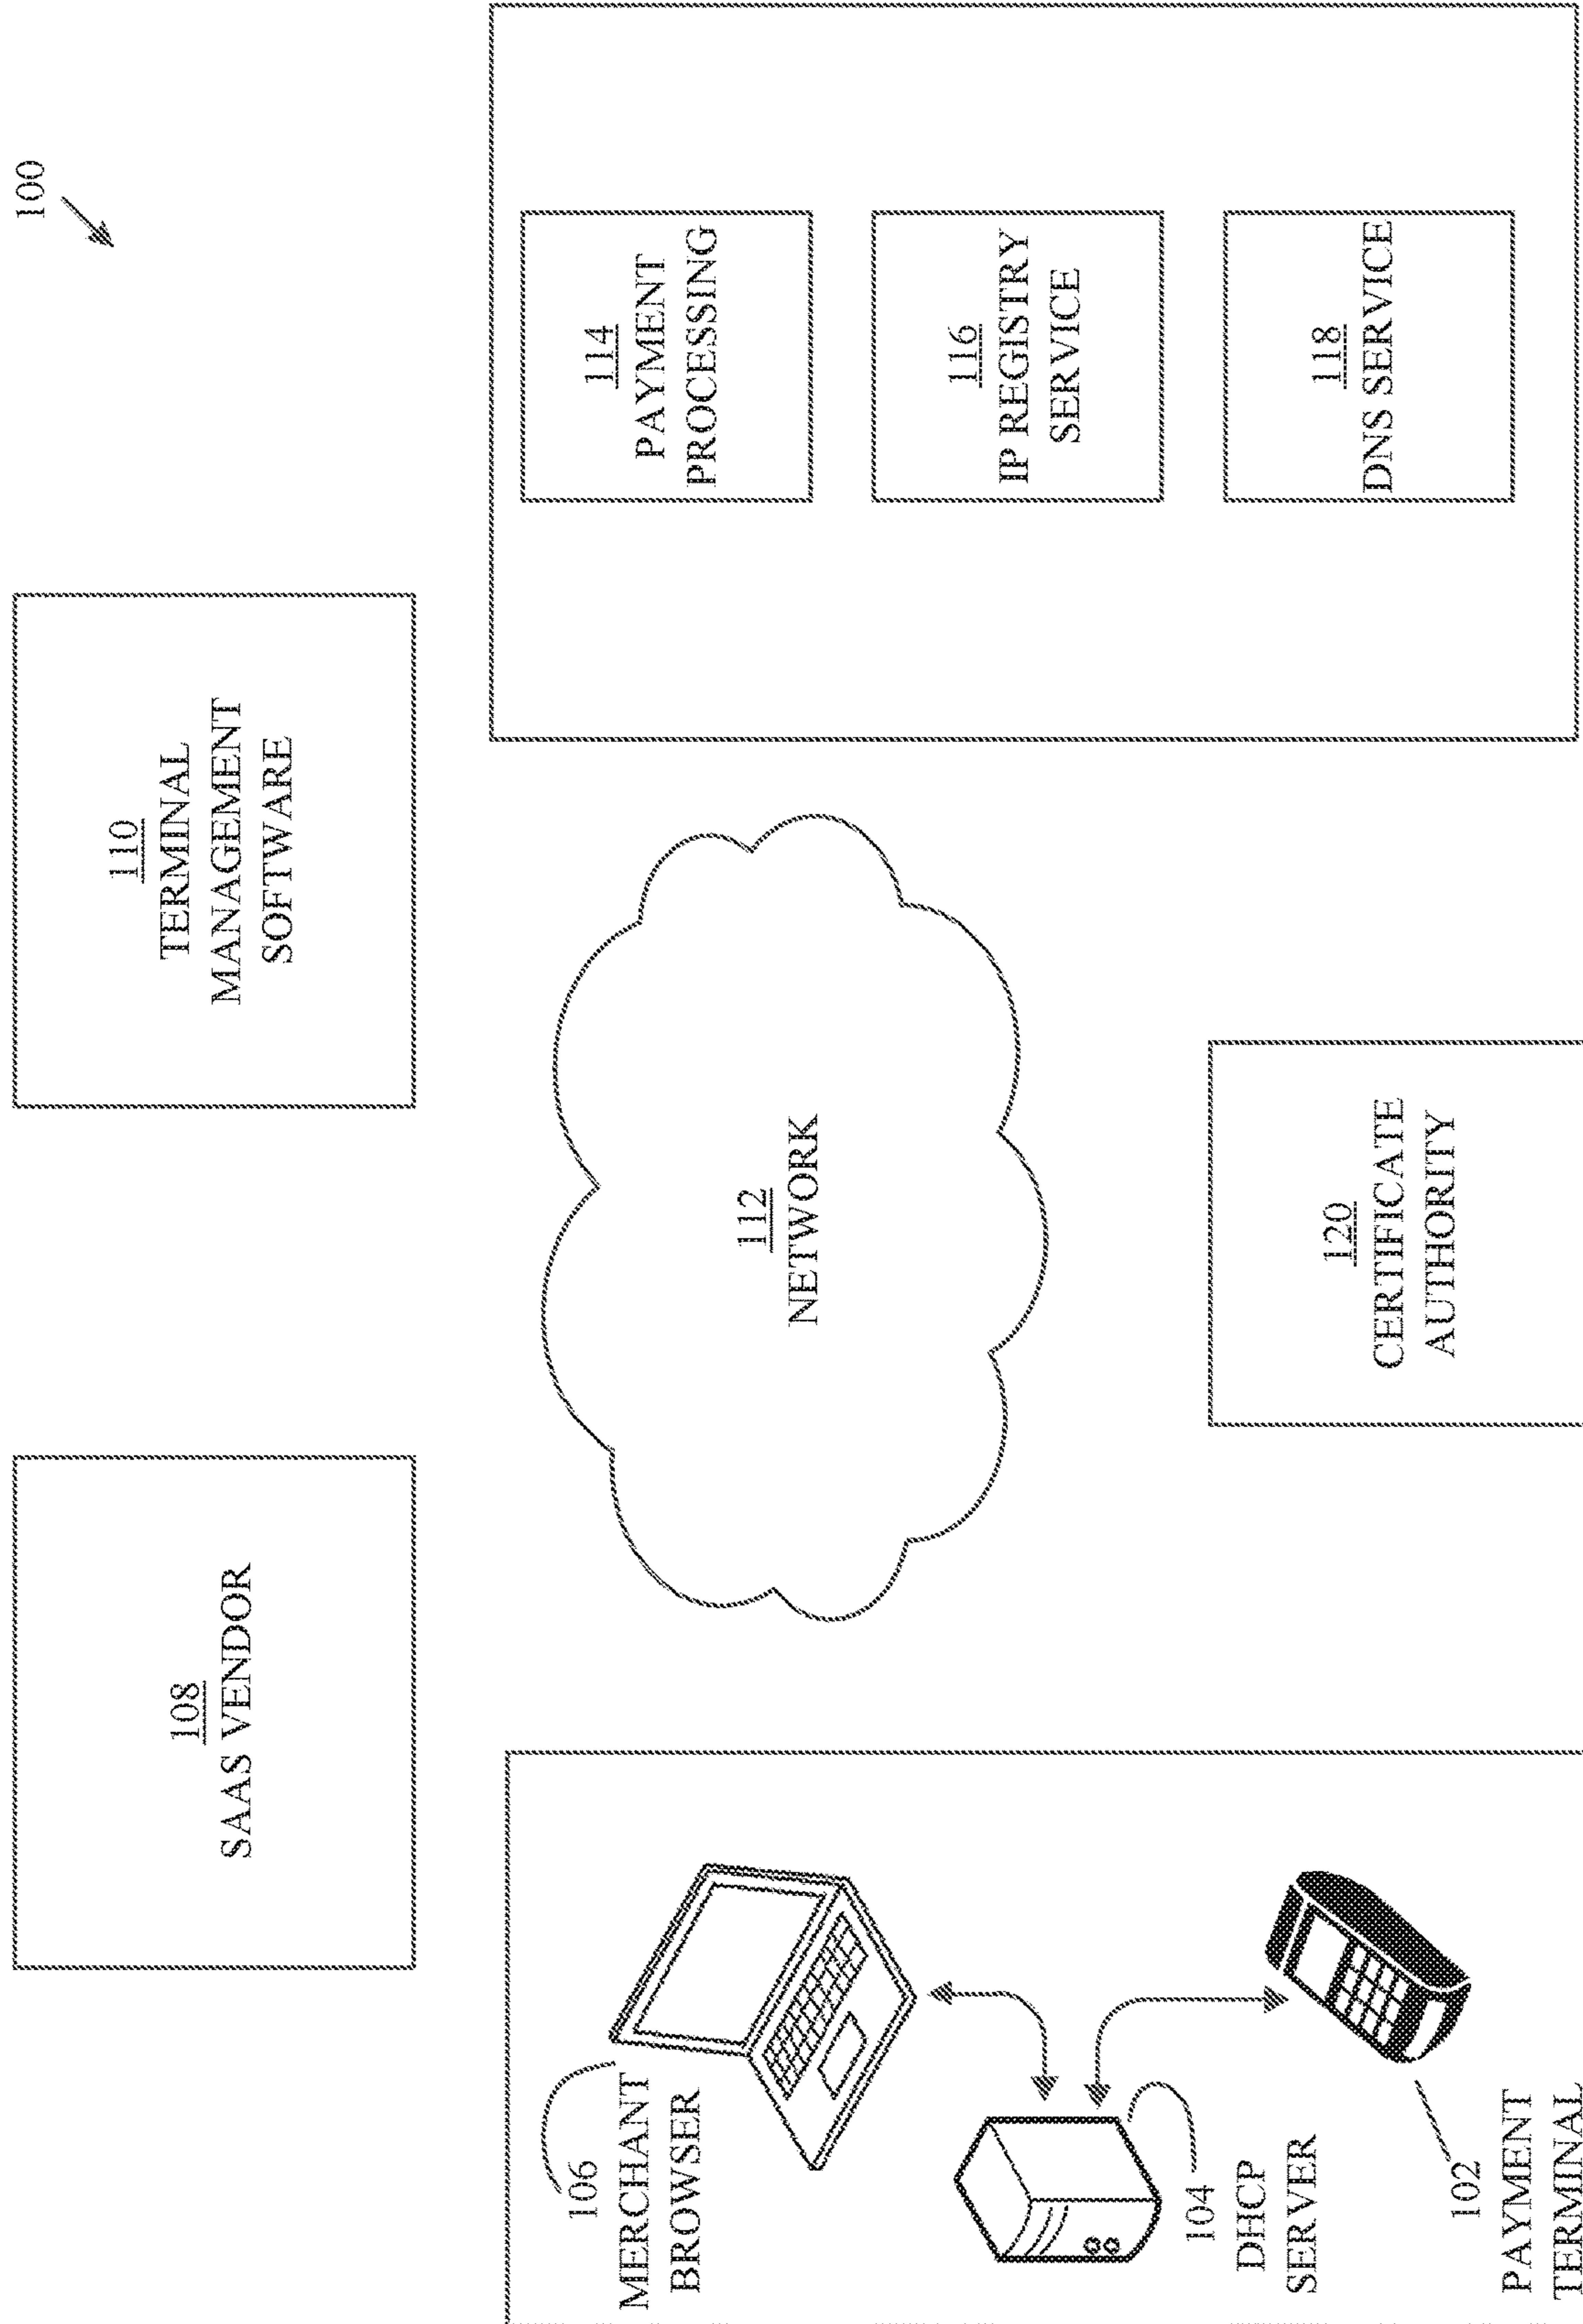 100
108
SAAS VENDOR
110
TERMINAL
MANAGEMENT
SOFTWARE
106
MERCHANT
BROWSER
104
DHCP
SERVER
102
PAYMENT
TERMINAL
112
NETWORK
120
CERTIFICATE
AUTHORITY
114
PAYMENT
PROCESSING
116
IP REGISTRY
SERVICE
118
DNS SERVICE